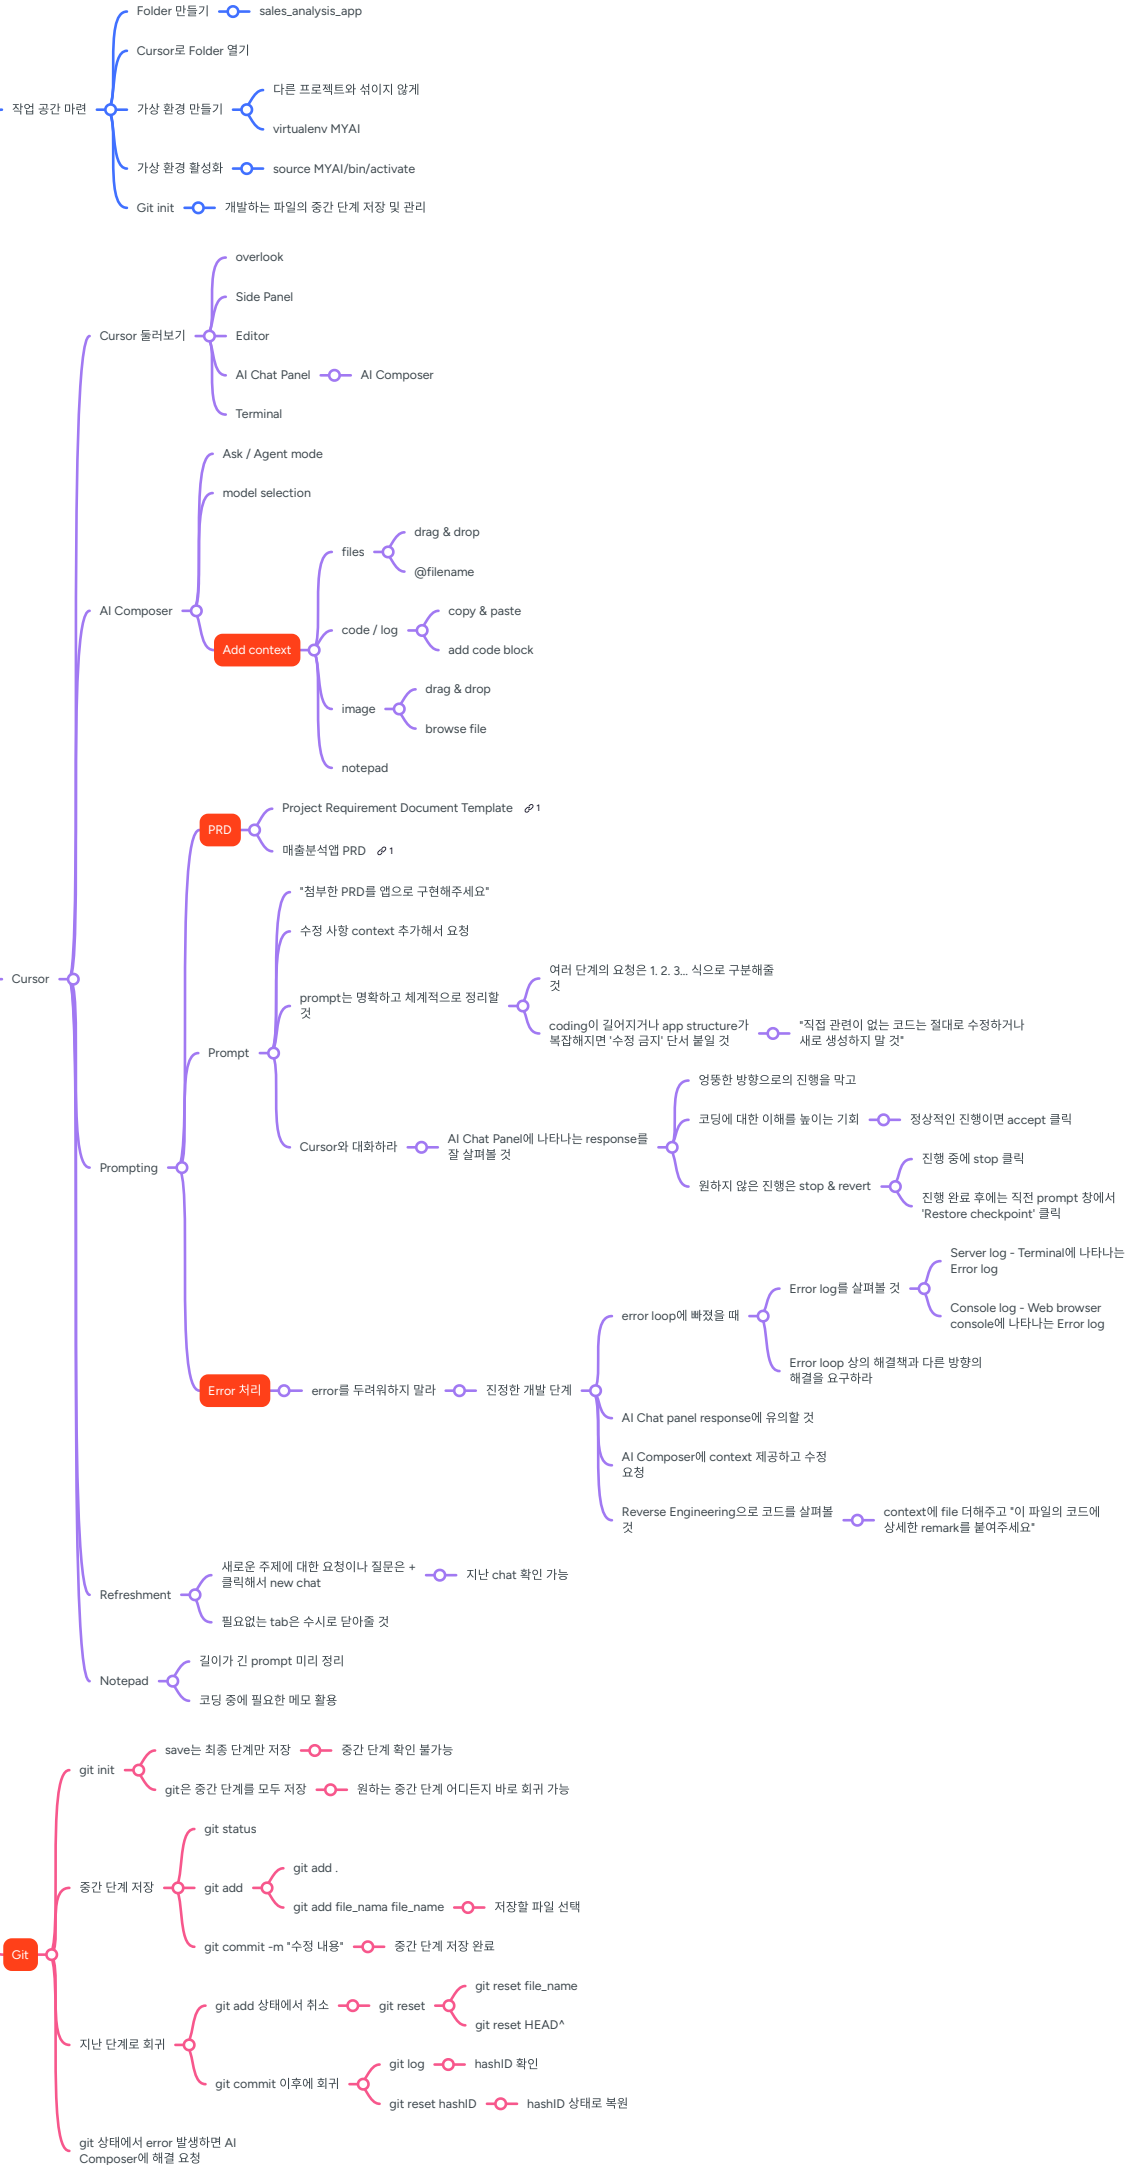 작업 공간 마련
Folder 만들기
sales_analysis_app
Cursor로 Folder 열기
가상 환경 만들기
다른 프로젝트와 섞이지 않게
virtualenv MYAI
가상 환경 활성화
source MYAI/bin/activate
Git init
개발하는 파일의 중간 단계 저장 및 관리
Cursor
Cursor 둘러보기
overlook
Side Panel
Editor
AI Chat Panel
AI Composer
Terminal
AI Composer
Ask / Agent mode
model selection
Add context
files
drag & drop
@filename
code / log
copy & paste
add code block
image
drag & drop
browse file
notepad
Prompting
PRD
Project Requirement Document Template
1
매출분석앱 PRD
1
Prompt
"첨부한 PRD를 앱으로 구현해주세요"
수정 사항 context 추가해서 요청
prompt는 명확하고 체계적으로 정리할
것
여러 단계의 요청은 1. 2. 3... 식으로 구분해줄
것
coding이 길어지거나 app structure가
복잡해지면 '수정 금지' 단서 붙일 것
"직접 관련이 없는 코드는 절대로 수정하거나
새로 생성하지 말 것"
Cursor와 대화하라
AI Chat Panel에 나타나는 response를
잘 살펴볼 것
엉뚱한 방향으로의 진행을 막고
코딩에 대한 이해를 높이는 기회
정상적인 진행이면 accept 클릭
원하지 않은 진행은 stop & revert
진행 중에 stop 클릭
진행 완료 후에는 직전 prompt 창에서
'Restore checkpoint' 클릭
Error 처리
error를 두려워하지 말라
진정한 개발 단계
error loop에 빠졌을 때
Error log를 살펴볼 것
Server log - Terminal에 나타나는
Error log
Console log - Web browser
console에 나타나는 Error log
Error loop 상의 해결책과 다른 방향의
해결을 요구하라
AI Chat panel response에 유의할 것
AI Composer에 context 제공하고 수정
요청
Reverse Engineering으로 코드를 살펴볼
것
context에 file 더해주고 "이 파일의 코드에
상세한 remark를 붙여주세요"
Refreshment
새로운 주제에 대한 요청이나 질문은 +
클릭해서 new chat
지난 chat 확인 가능
필요없는 tab은 수시로 닫아줄 것
Notepad
길이가 긴 prompt 미리 정리
코딩 중에 필요한 메모 활용
Git
git init
save는 최종 단계만 저장
중간 단계 확인 불가능
git은 중간 단계를 모두 저장
원하는 중간 단계 어디든지 바로 회귀 가능
중간 단계 저장
git status
git add
git add .
git add file_nama file_name
저장할 파일 선택
git commit -m "수정 내용"
중간 단계 저장 완료
지난 단계로 회귀
git add 상태에서 취소
git reset
git reset file_name
git reset HEAD^
git commit 이후에 회귀
git log
hashID 확인
git reset hashID
hashID 상태로 복원
git 상태에서 error 발생하면 AI
Composer에 해결 요청